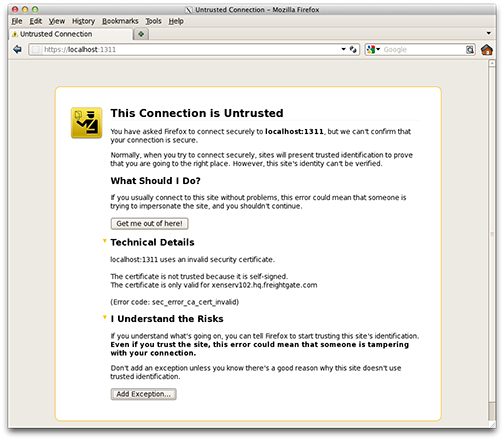 Untrusted Connection – Mozilla Firefox
File Edit View History Bookmarks Tools Help
Untrusted Connection
https://localhost:1311
Google
This Connection is Untrusted
You have asked Firefox to connect securely to localhost:1311, but we can't confirm that
your connection is secure.
Normally, when you try to connect securely, sites will present trusted identification to prove
that you are going to the right place. However, this site's identity can't be verified.
What Should I Do?
If you usually connect to this site without problems, this error could mean that someone is
trying to impersonate the site, and you shouldn't continue.
Get me out of here!
Technical Details
localhost:1311 uses an invalid security certificate.
The certificate is not trusted because it is self-signed.
The certificate is only valid for xenserv102.hq.freightgate.com
(Error code: sec_error_ca_cert_invalid)
I Understand the Risks
If you understand what's going on, you can tell Firefox to start trusting this site's identification.
Even if you trust the site, this error could mean that someone is tampering
with your connection.
Don't add an exception unless you know there's a good reason why this site doesn't use
trusted identification.
Add Exception...